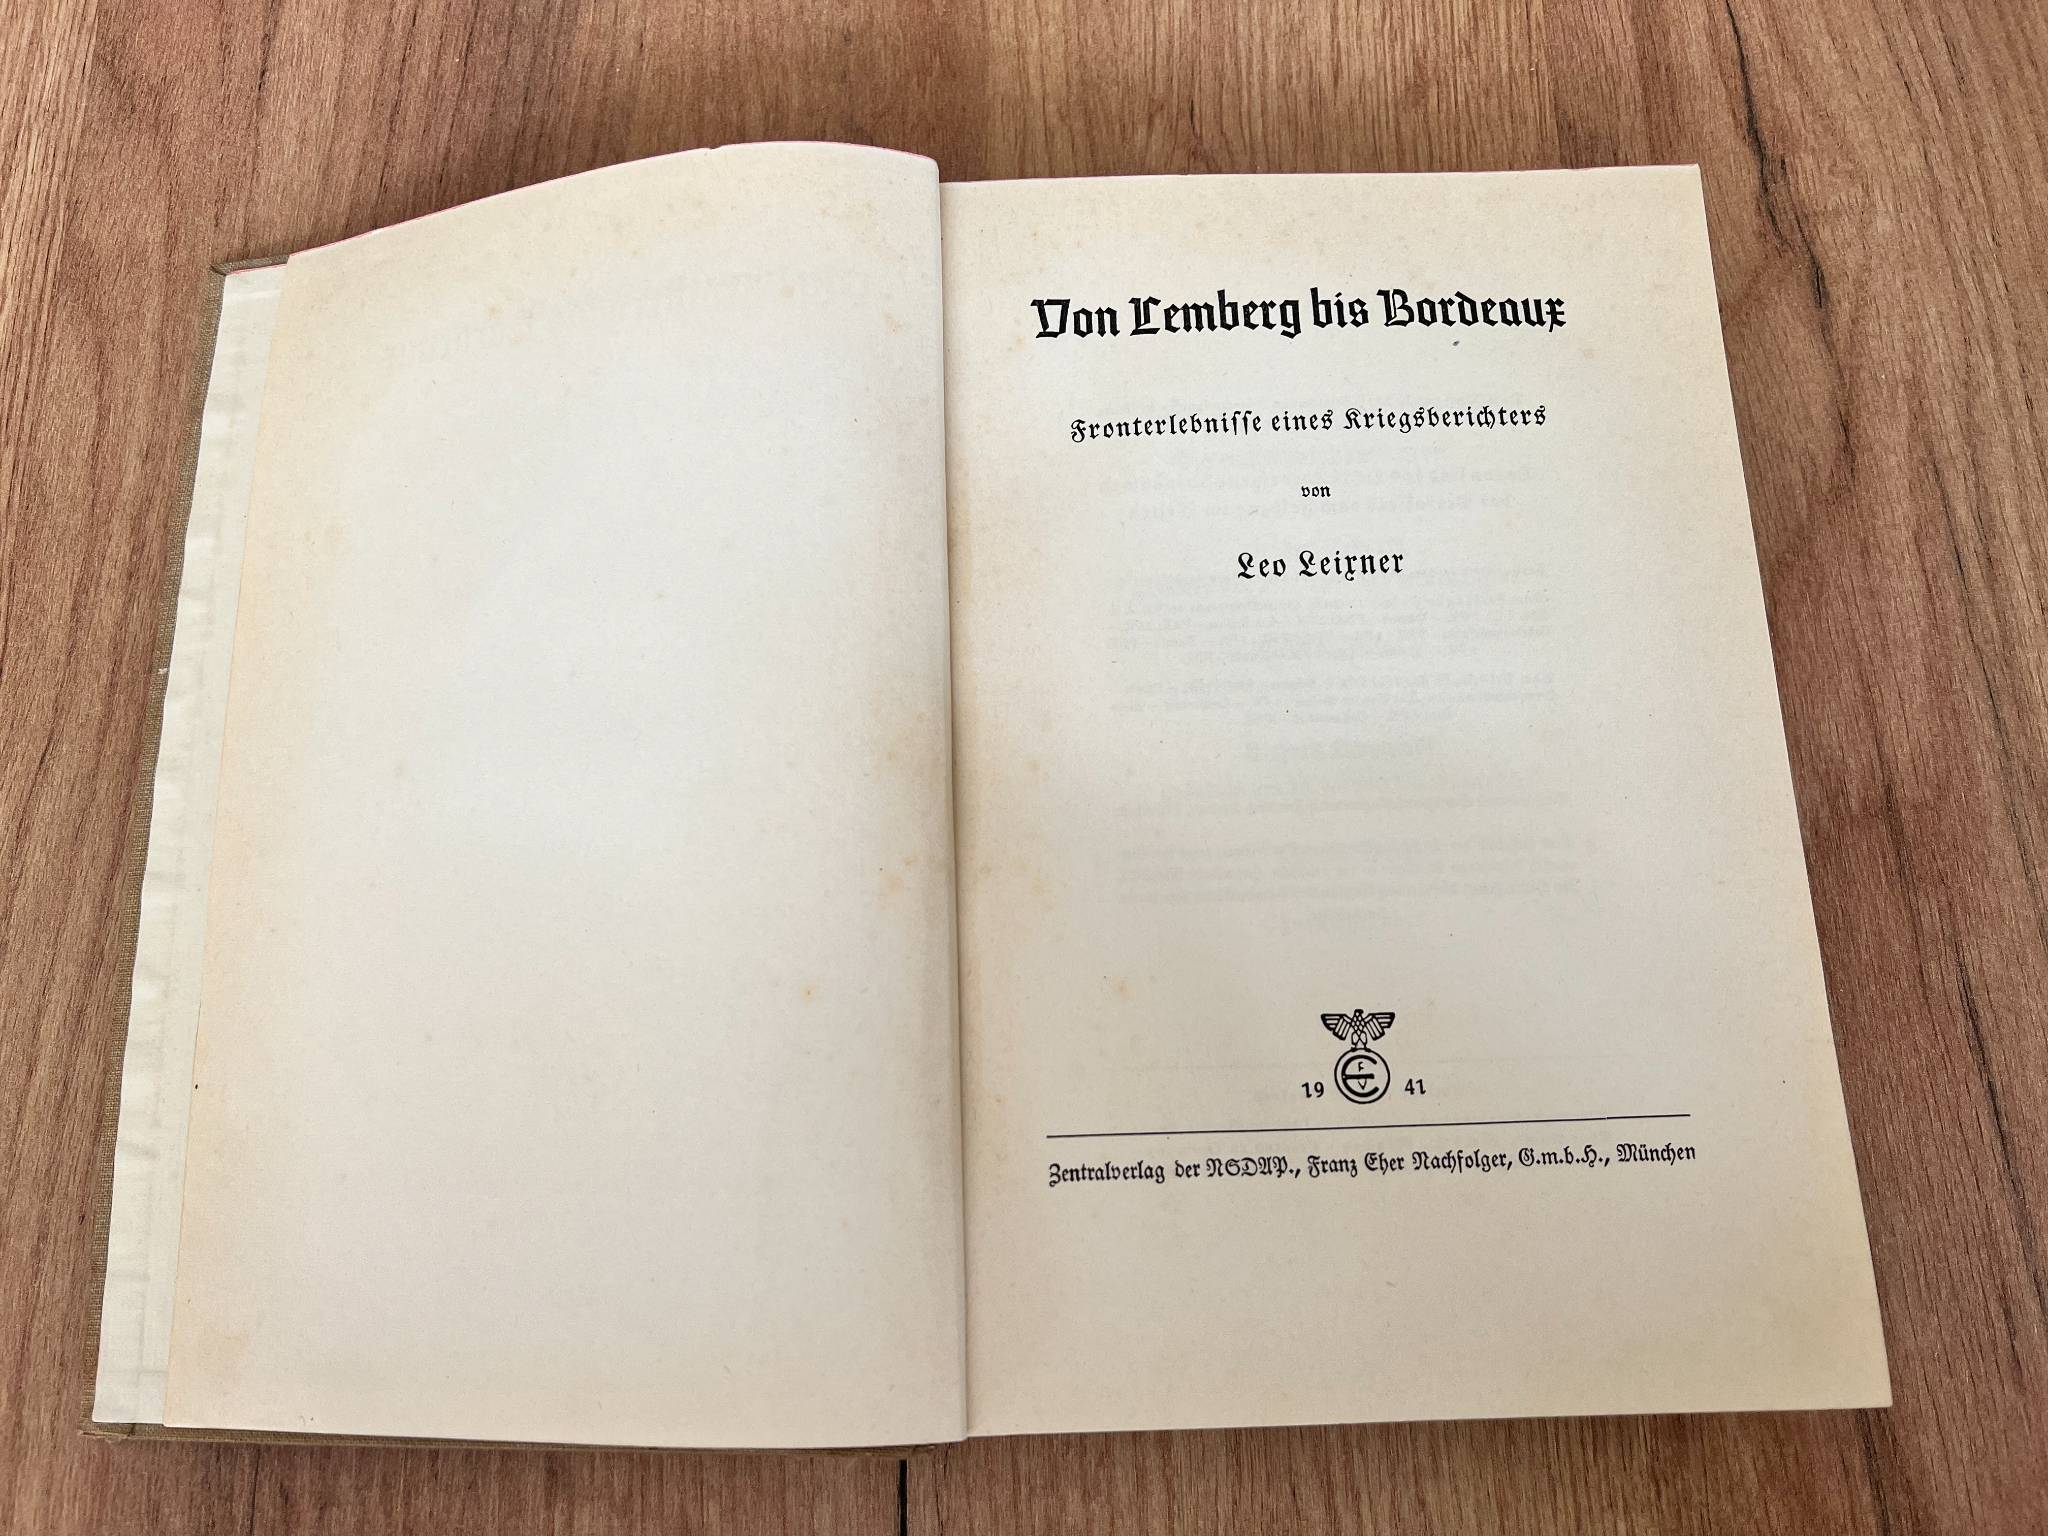 Von Lemberg bis Bordeaux
Fronterlebniſſe eines Kriegsberichters
von
Leo Leixner
19 F E V 41
Zentralverlag der NSDAP., Franz Eher Nachfolger, G.m.b.H., München